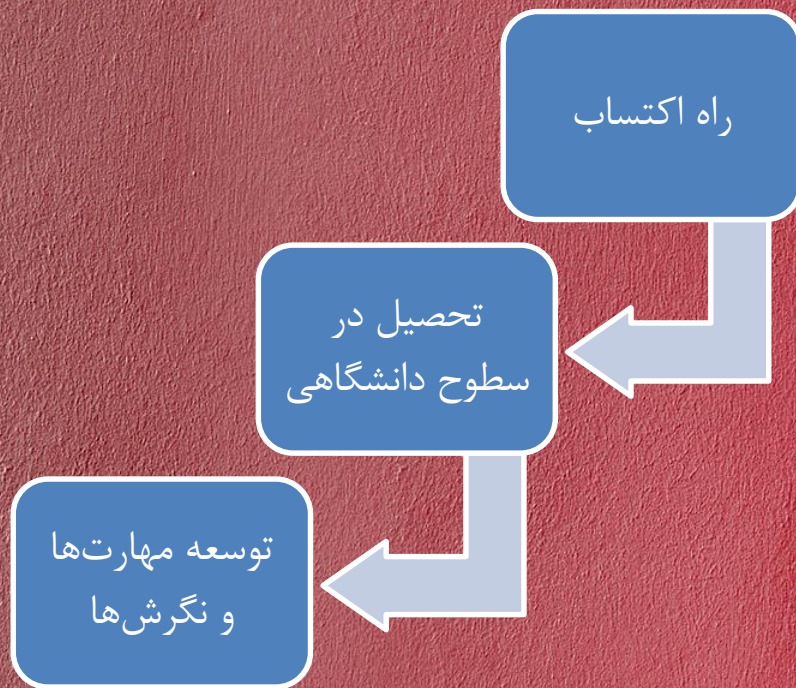 راه اکتساب
تحصیل در
سطوح دانشگاهی
توسعه مهارت‌ها
و نگرش‌ها